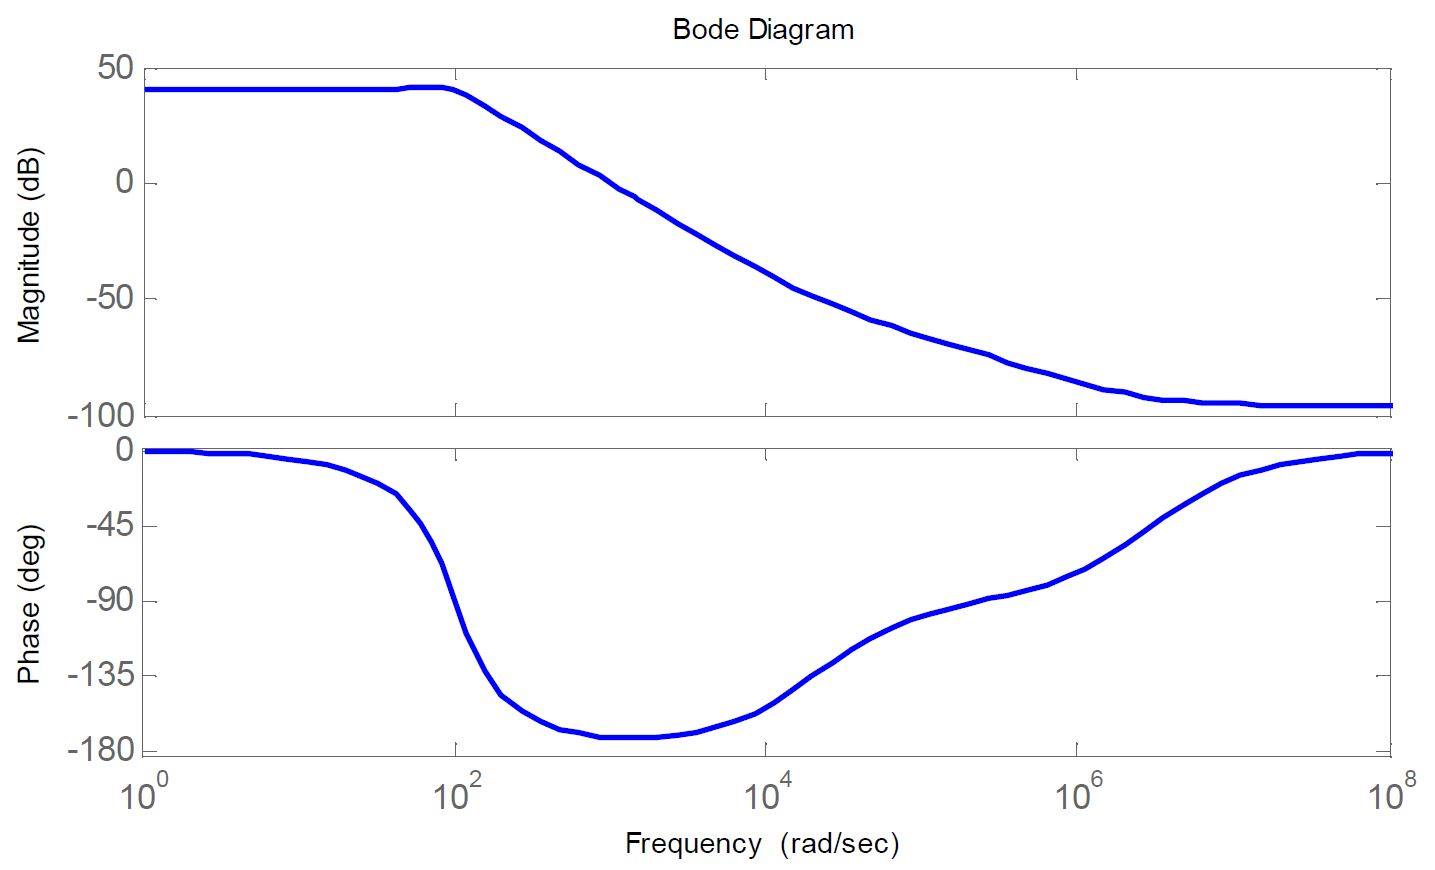 Bode Diagram
50
0
-50
-100
Magnitude (dB)
0
-45
-90
-135
-180
Phase (deg)
10^0 10^2 10^4 10^6 10^8
Frequency (rad/sec)